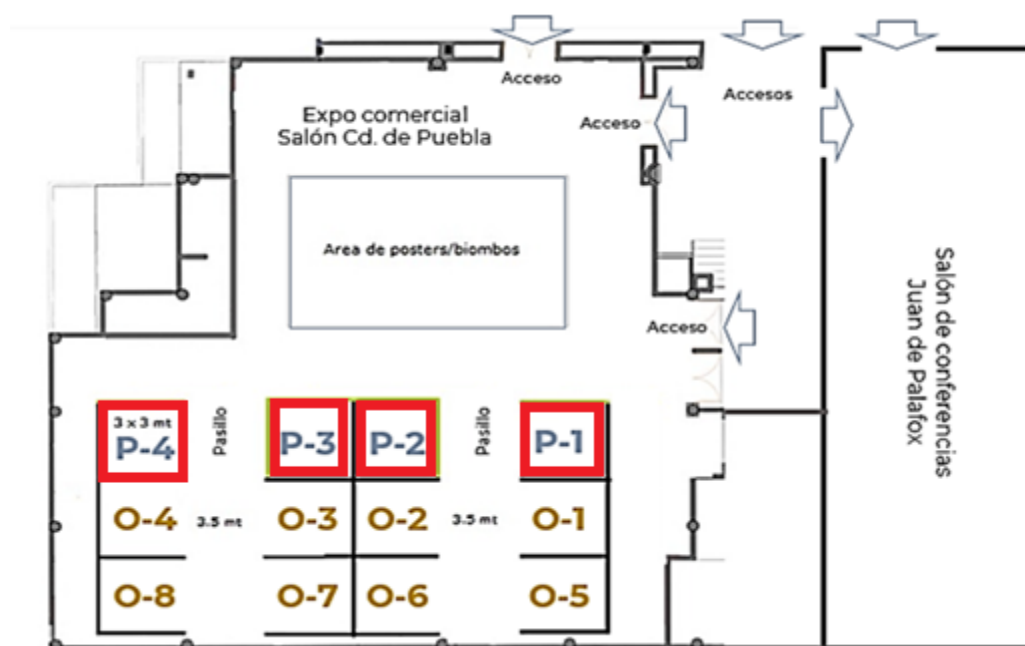 Acceso
Accesos
Expo comercial
Salón Cd. de Puebla
Acceso
Area de posters/biombos
Salón de conferencias
Juan de Palafox
Acceso
3 x 3 mt
P-4
Pasillo
P-3
P-2
Pasillo
P-1
O-4
3.5 mt
O-3
O-2
3.5 mt
O-1
O-8
O-7
O-6
O-5